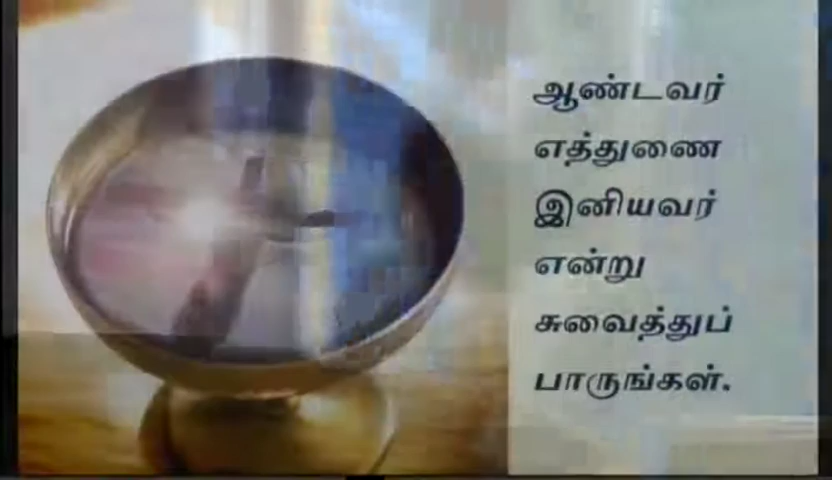 ஆண்டவர்
எத்துணை
இனியவர்
என்று
சுவைத்துப்
பாருங்கள்.